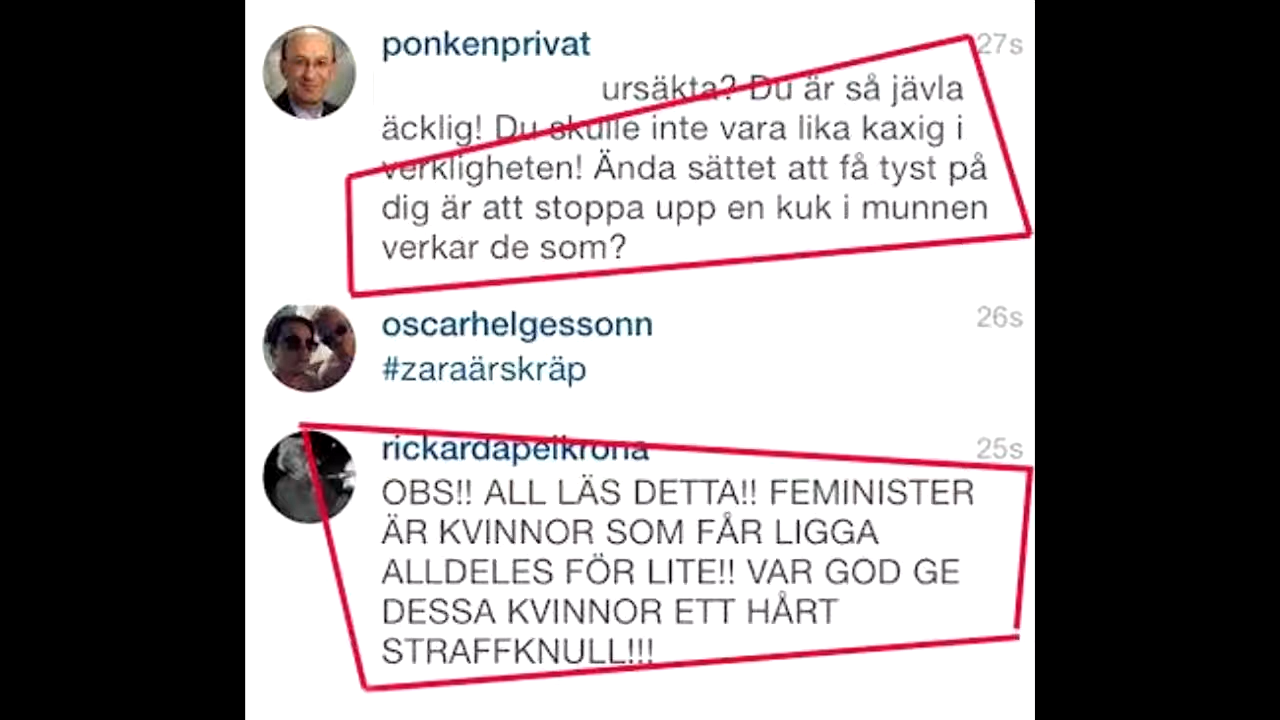 ponkenprivat 27s
ursäkta? Du är så jävla
äcklig! Du skulle inte vara lika kaxig i
verkligheten! Ända sättet att få tyst på
dig är att stoppa upp en kuk i munnen
verkar de som?
oscarhelgessonn 26s
#zaraärskräp
rickardapelkrona 25s
OBS!! ALL LÄS DETTA!! FEMINISTER
ÄR KVINNOR SOM FÅR LIGGA
ALLDELES FÖR LITE!! VAR GOD GE
DESSA KVINNOR ETT HÅRT
STRAFFKNULL!!!